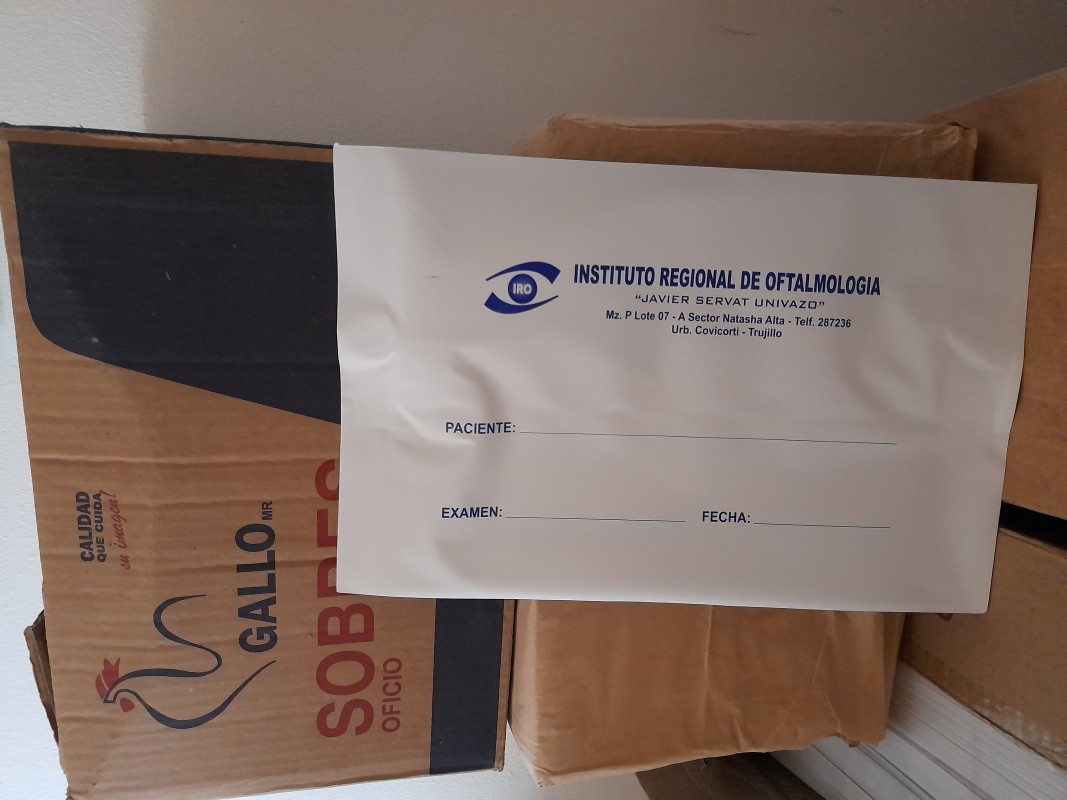 CALIDAD
QUE CUIDA
su imagen!
GALLO MR
SOBRES
OFICIO
IRO
INSTITUTO REGIONAL DE OFTALMOLOGIA
"JAVIER SERVAT UNIVAZO"
Mz. P Lote 07 - A Sector Natasha Alta - Telf. 287236
Urb. Covicorti - Trujillo
PACIENTE:
EXAMEN: FECHA: